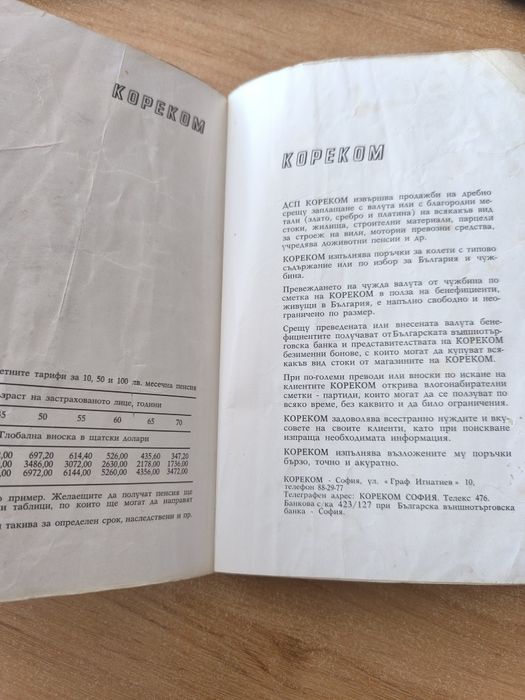 КОРЕКОМ
тарифи за 10, 50 и 100 лв. месечна пенсия
на застрахованото лице, години
50 55 60 65 70
Глобална вноска в щатски долари
697,20 614,40 526,00 435,60 347,20
3486,00 3072,00 2630,00 2178,00 1736,00
6972,00 6144,00 5260,00 4356,00 3472,00
пример. Желаещите да получат пенсия ще
таблици, по които ще могат да направят
такива за определен срок, наследствени и пр.
КОРЕКОМ
ДСП КОРЕКОМ извършва продажби на дребно
срещу заплащане с валута или с благородни ме-
тали (злато, сребро и платина) на всякакъв вид
стоки, жилища, строителни материали, парцели
за строеж на вили, моторни превозни средства,
учредява доживотни пенсии и др.
КОРЕКОМ изпълнява поръчки за колети с типово
съдържание или по избор за България и чуж-
бина.
Превеждането на чужда валута от чужбина по
сметка на КОРЕКОМ в полза на бенефициенти,
живущи в България, е напълно свободно и нео-
граничено по размер.
Срещу преведената или внесената валута бене-
фициентите получават от Българската външнотър-
говска банка и представителствата на КОРЕКОМ
безименни бонове, с които могат да купуват вся-
какъв вид стоки от магазините на КОРЕКОМ.
При по-големи преводи или вноски по искане на
клиентите КОРЕКОМ открива влогонабирателни
сметки - партиди, които могат да се ползуват по
всяко време, без каквито и да било ограничения.
КОРЕКОМ задоволява всестранно нуждите и вку-
совете на своите клиенти, като при поискване
изпраща необходимата информация.
КОРЕКОМ изпълнява възложените му поръчки
бързо, точно и акуратно.
КОРЕКОМ - София, ул. „Граф Игнатиев» 10,
телефон 88-29-77
Телеграфен адрес: КОРЕКОМ СОФИЯ. Телекс 476.
Банкова с-ка 423/127 при Българска външнотърговска
банка - София.